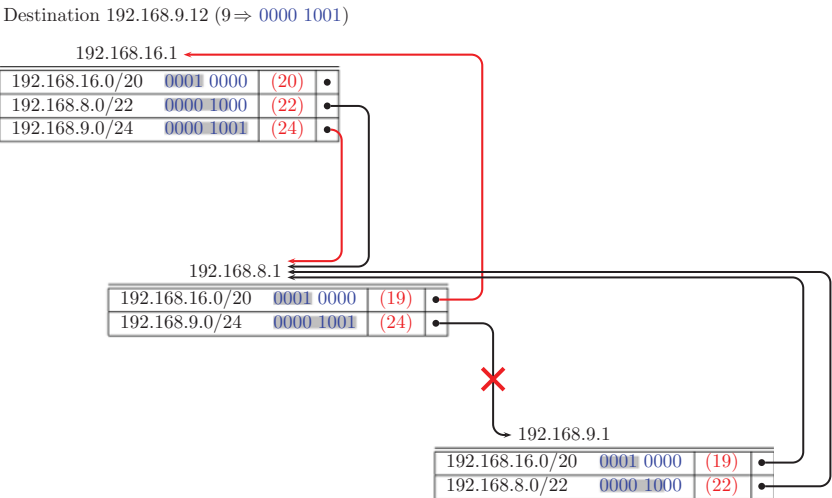 Destination 192.168.9.12 (9⇒ 0000 1001)
192.168.16.1
192.168.16.0/20 0001 0000 (20)
192.168.8.0/22 0000 1000 (22)
192.168.9.0/24 0000 1001 (24)
192.168.8.1
192.168.16.0/20 0001 0000 (19)
192.168.9.0/24 0000 1001 (24)
192.168.9.1
192.168.16.0/20 0001 0000 (19)
192.168.8.0/22 0000 1000 (22)